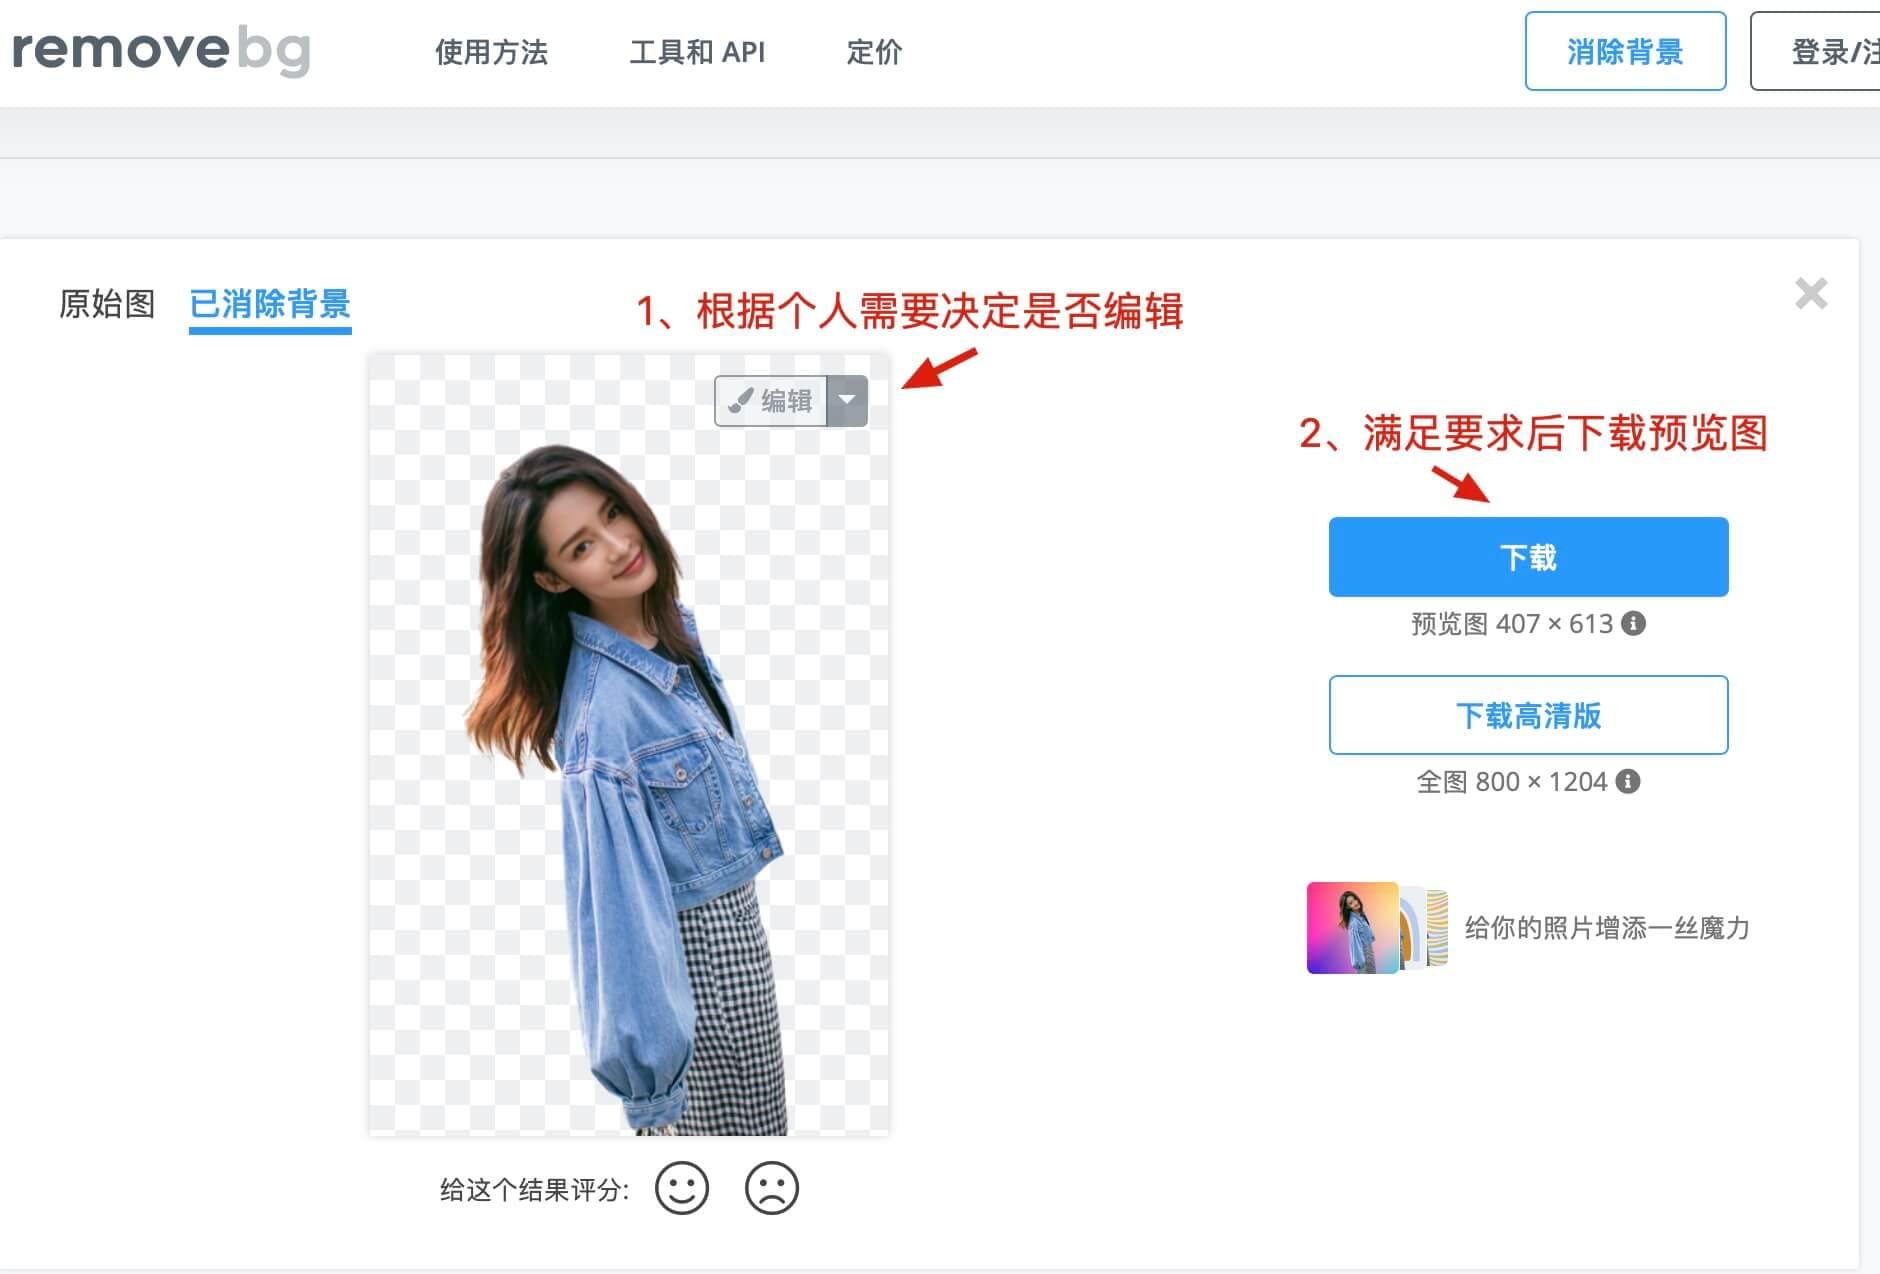 removebg 使用方法 工具和 API 定价 消除背景 登录/注
原始图 已消除背景
1、根据个人需要决定是否编辑
编辑
2、满足要求后下载预览图
下载
预览图 407 × 613
下载高清版
全图 800 × 1204
给你的照片增添一丝魔力
给这个结果评分: